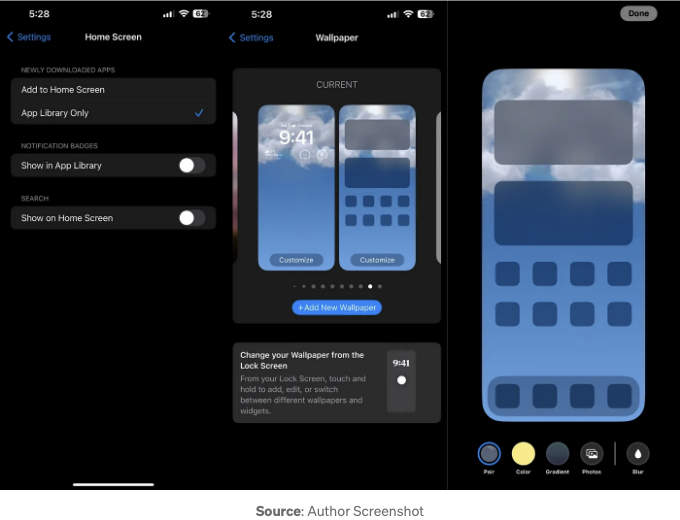 5:28
62
Settings
Home Screen
NEWLY DOWNLOADED APPS
Add to Home Screen
App Library Only
NOTIFICATION BADGES
Show in App Library
SEARCH
Show on Home Screen
5:28
62
Settings
Wallpaper
CURRENT
9:41
Customize
Customize
+Add New Wallpaper
Change your Wallpaper from the
Lock Screen
From your Lock Screen, touch and
hold to add, edit, or switch
between different wallpapers and
widgets.
9:41
Done
Pair
Color
Gradient
Photos
Blur
Source: Author Screenshot